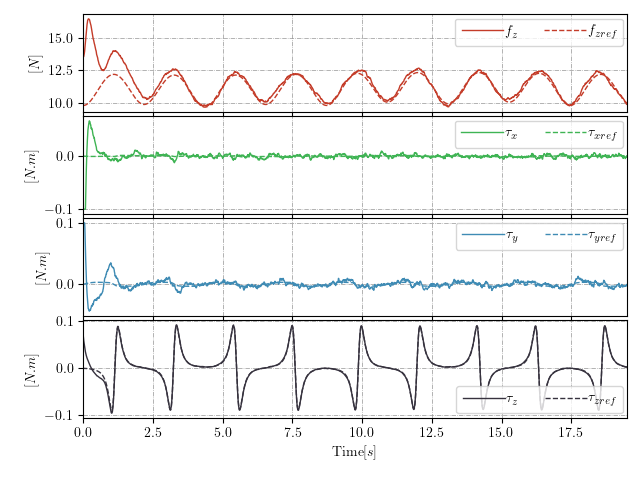 15.0
12.5
10.0
[N]
f_z f_zref
0.0
−0.1
[N.m]
τ_x τ_xref
0.1
0.0
[N.m]
τ_y τ_yref
0.1
0.0
−0.1
[N.m]
τ_z τ_zref
0.0 2.5 5.0 7.5 10.0 12.5 15.0 17.5
Time[s]